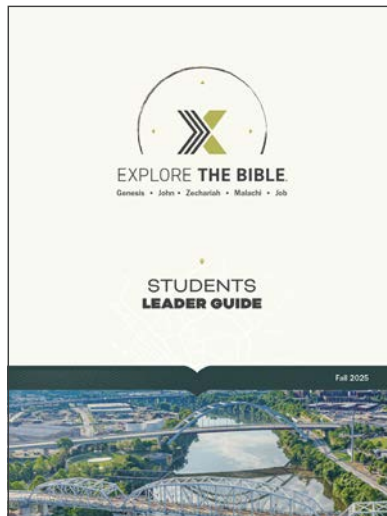 EXPLORE THE BIBLE.
Genesis • John • Zechariah • Malachi • Job
STUDENTS
LEADER GUIDE
Fall 2025